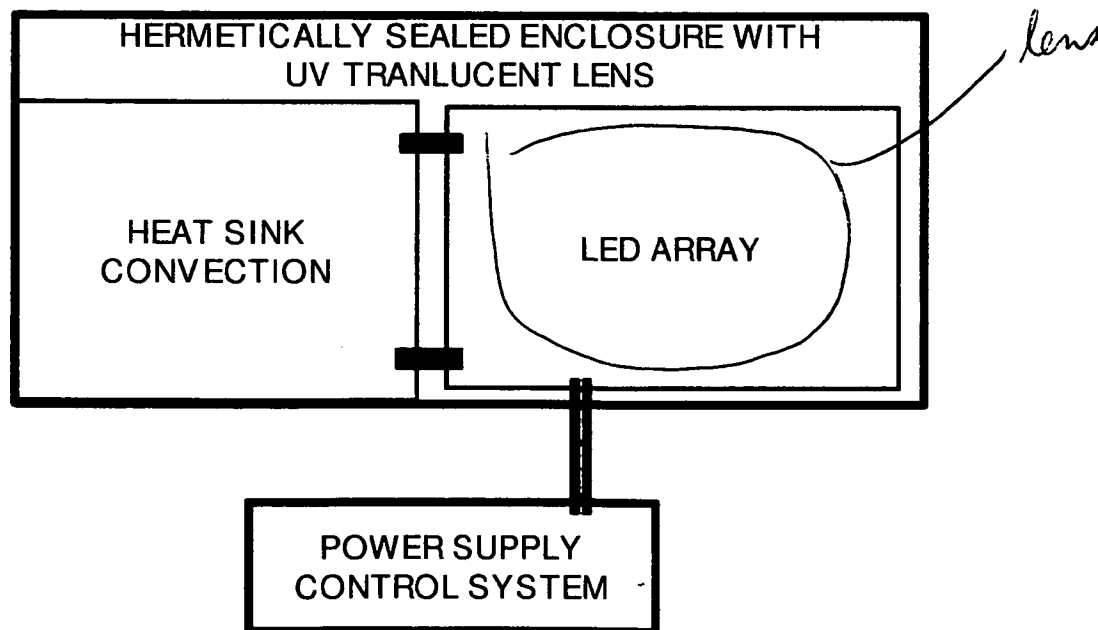 HERMETICALLY SEALED ENCLOSURE WITH
UV TRANLUCENT LENS
lens
HEAT SINK
CONVECTION
LED ARRAY
POWER SUPPLY
CONTROL SYSTEM